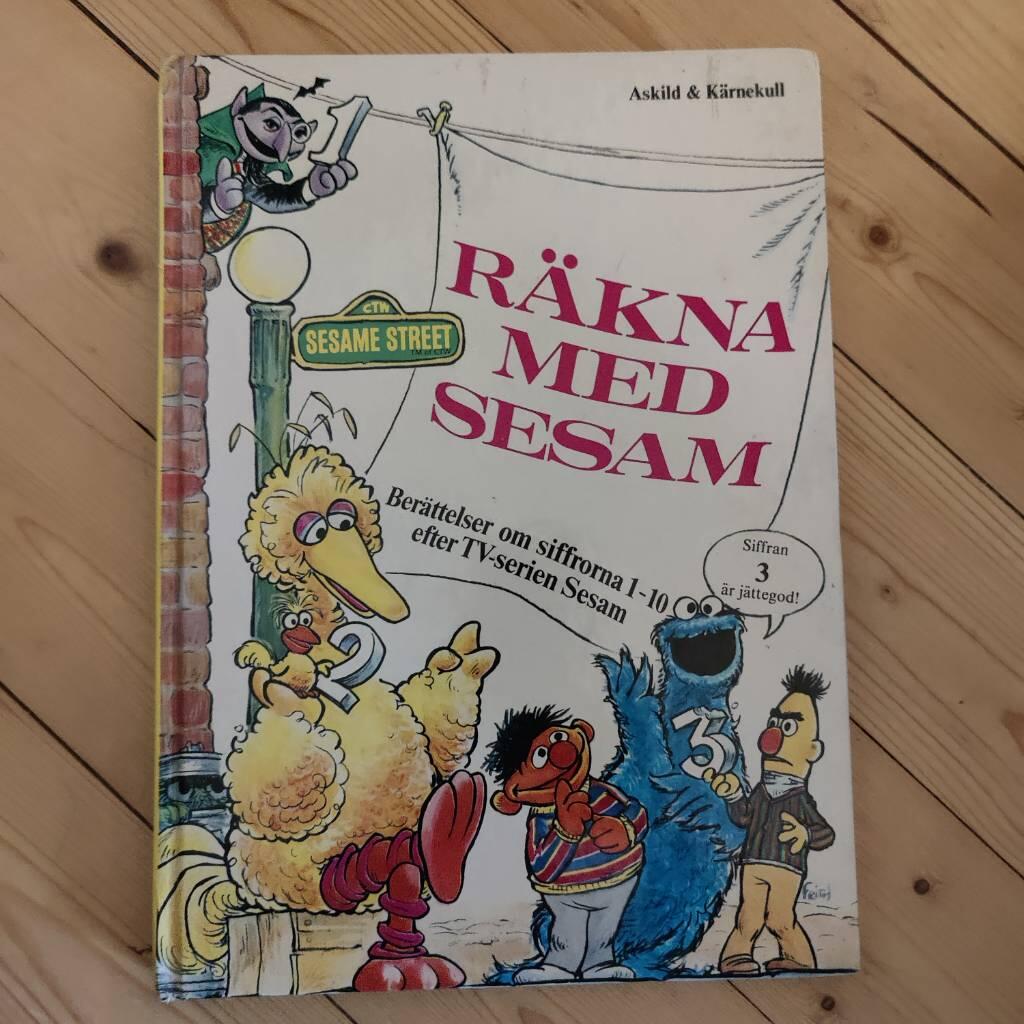 Askild & Kärnekull
1
CTW
SESAME STREET
TM of CTW
RÄKNA
MED
SESAM
Berättelser om siffrorna 1-10
efter TV-serien Sesam
Siffran
3
är jättegod!
2
3